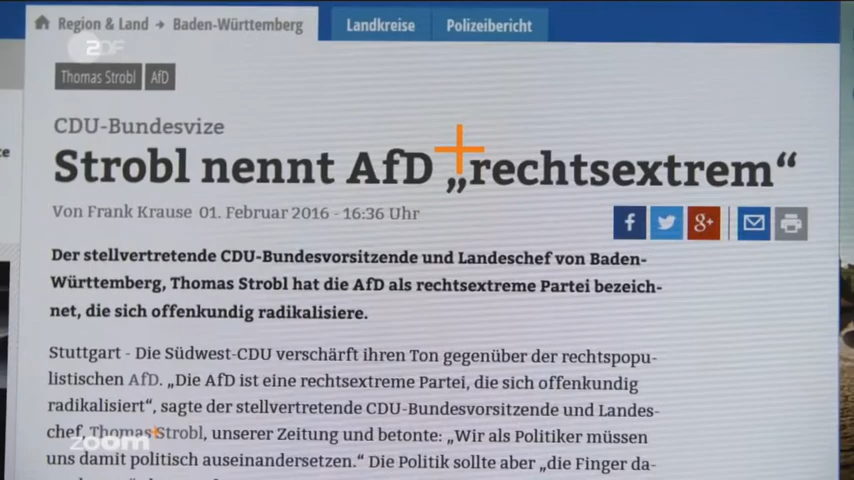 Region & Land → Baden-Württemberg
Landkreise
Polizeibericht
ZDF
Thomas Strobl
AfD
CDU-Bundesvize
Strobl nennt AfD „rechtsextrem“
Von Frank Krause 01. Februar 2016 - 16:36 Uhr
Der stellvertretende CDU-Bundesvorsitzende und Landeschef von Baden-
Württemberg, Thomas Strobl hat die AfD als rechtsextreme Partei bezeich-
net, die sich offenkundig radikalisiere.
Stuttgart - Die Südwest-CDU verschärft ihren Ton gegenüber der rechtspopu-
listischen AfD. „Die AfD ist eine rechtsextreme Partei, die sich offenkundig
radikalisiert“, sagte der stellvertretende CDU-Bundesvorsitzende und Landes-
chef, Thomas Strobl, unserer Zeitung und betonte: „Wir als Politiker müssen
zoom
uns damit politisch auseinandersetzen.“ Die Politik sollte aber „die Finger da-